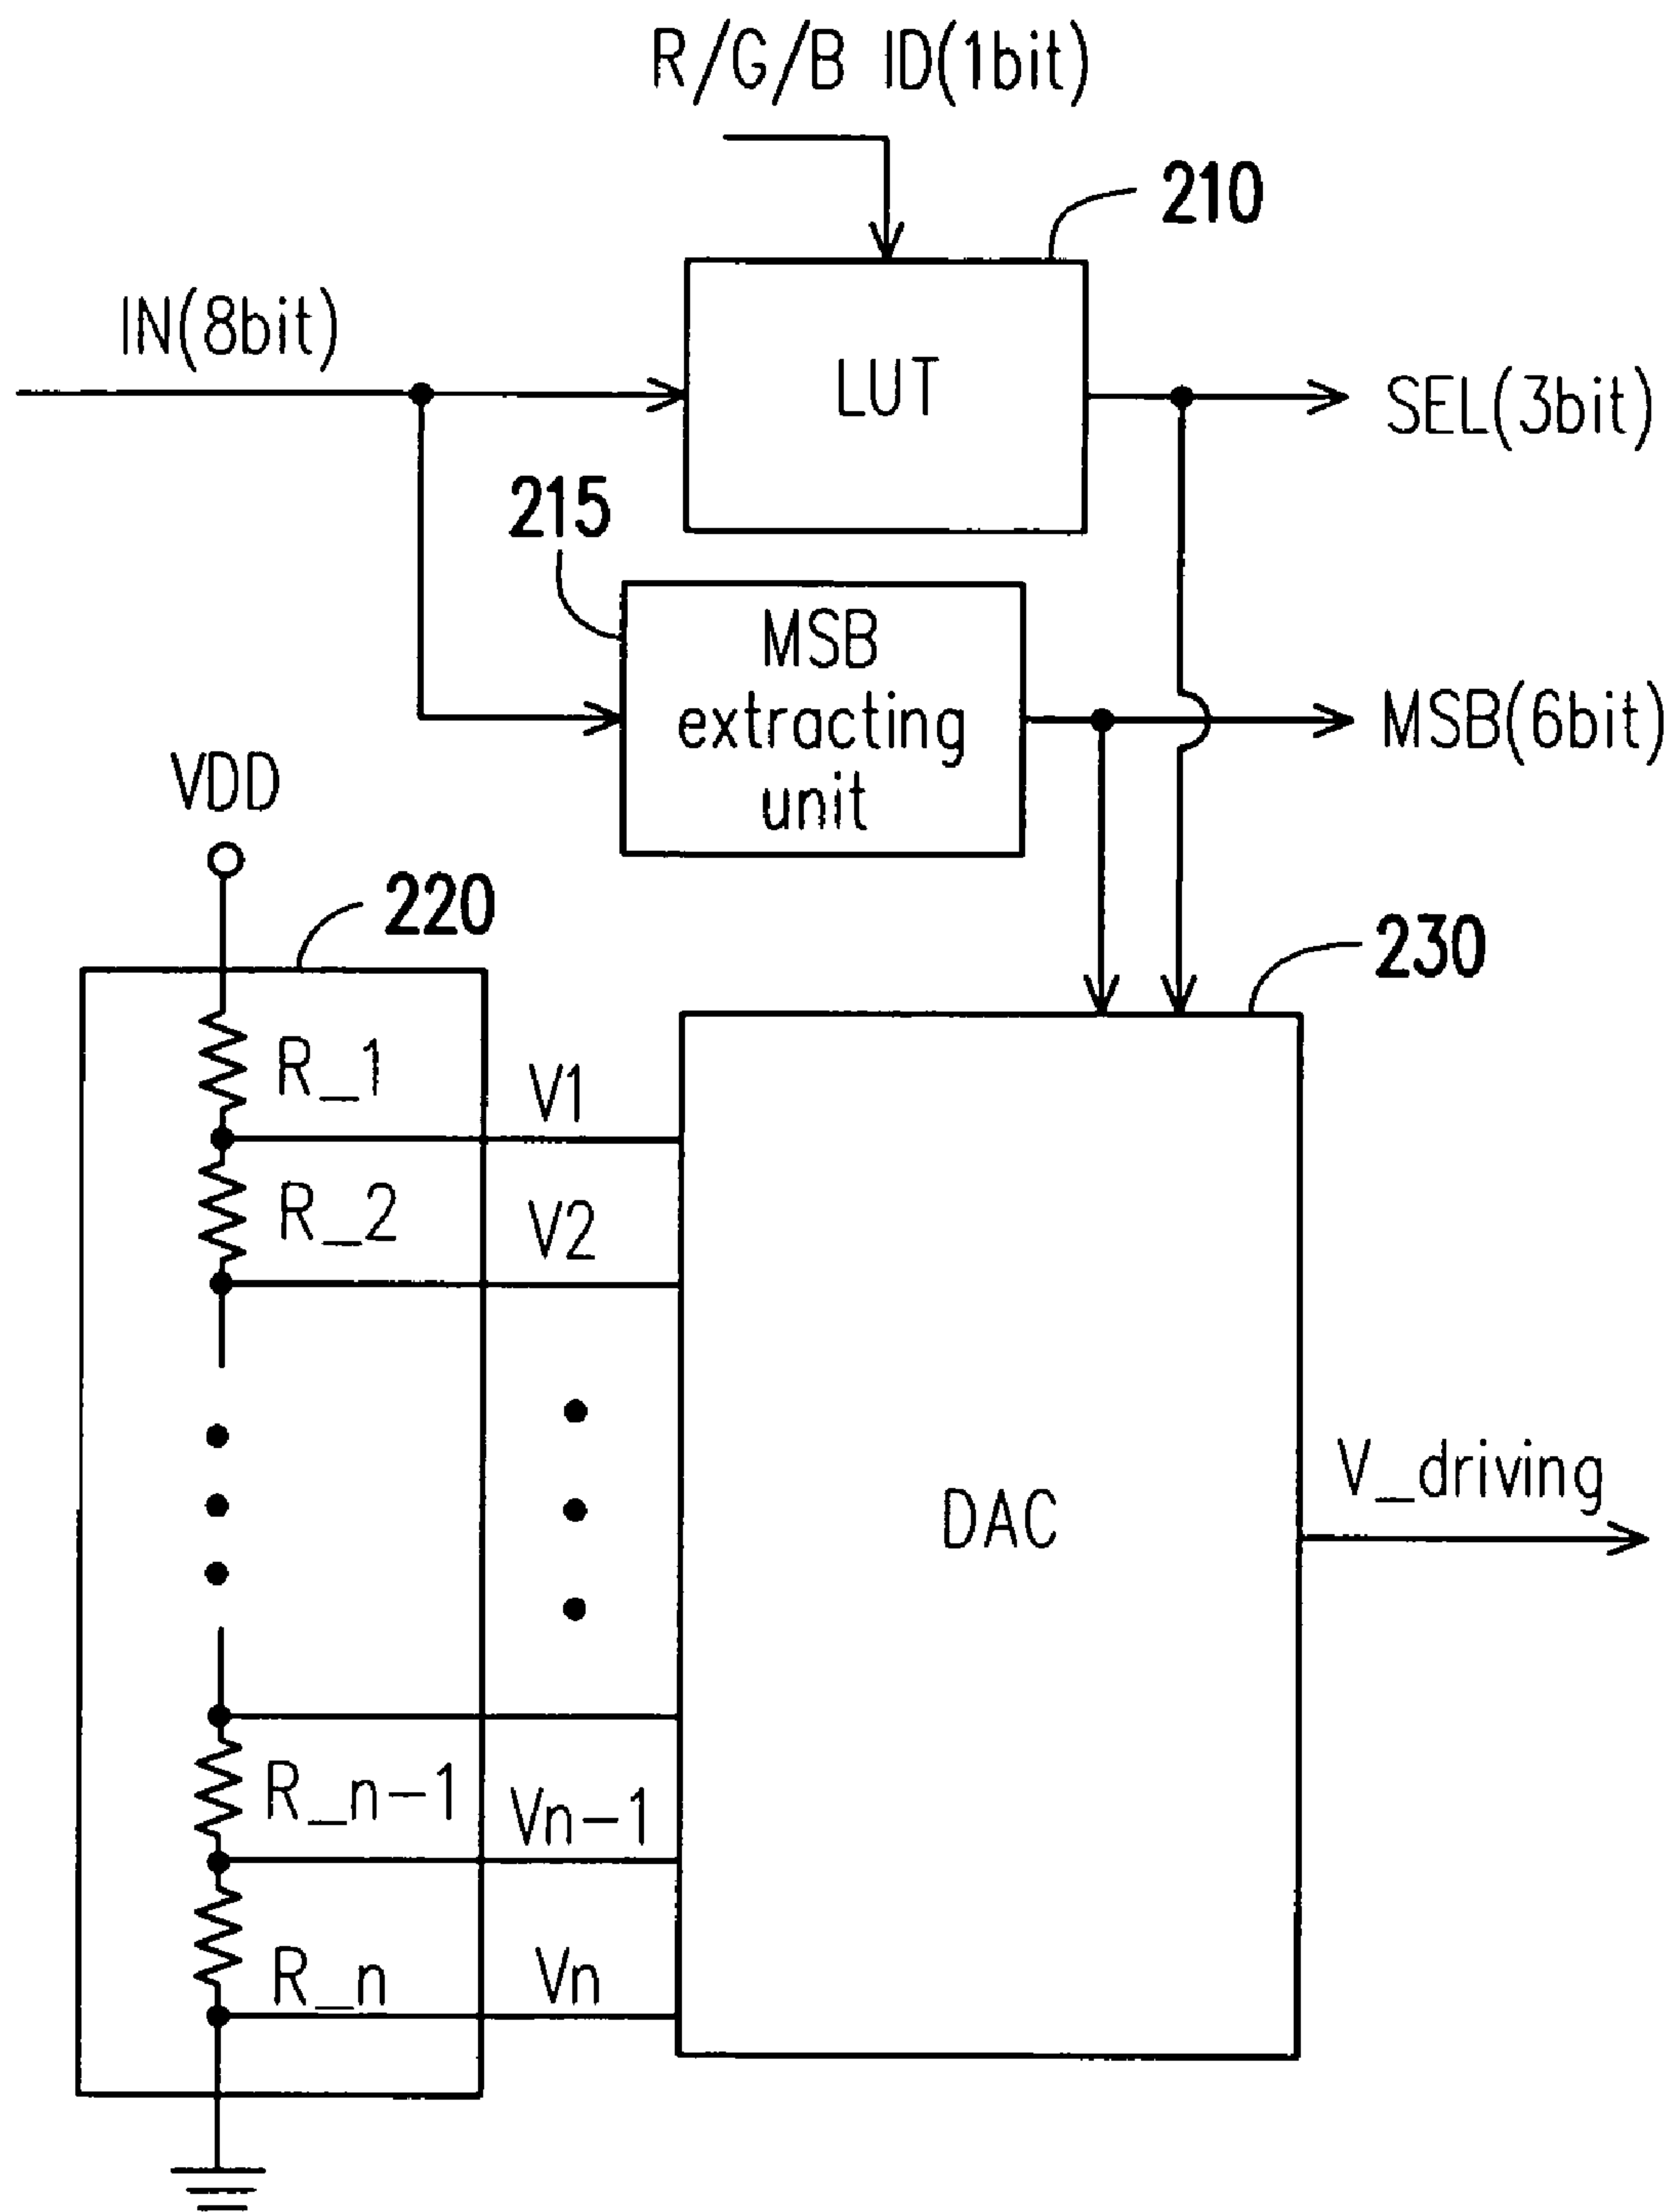 R/G/B ID(1bit)
210
IN(8bit)
LUT
SEL(3bit)
215
MSB
extracting
unit
MSB(6bit)
VDD
220
230
R_1
V1
R_2
V2
DAC
V_driving
R_n-1
Vn-1
R_n
Vn